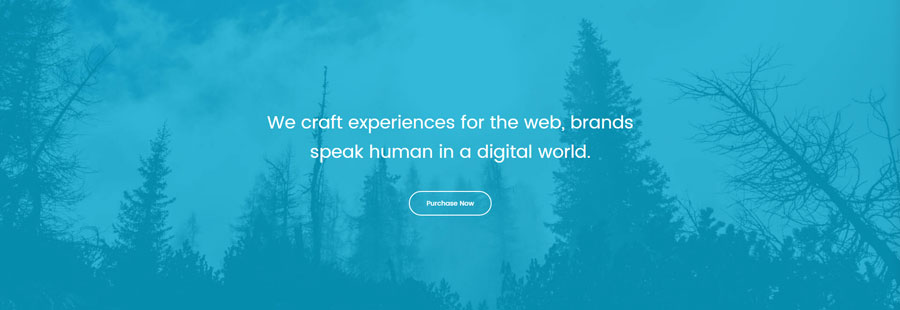 We craft experiences for the web, brands
speak human in a digital world.
Purchase Now